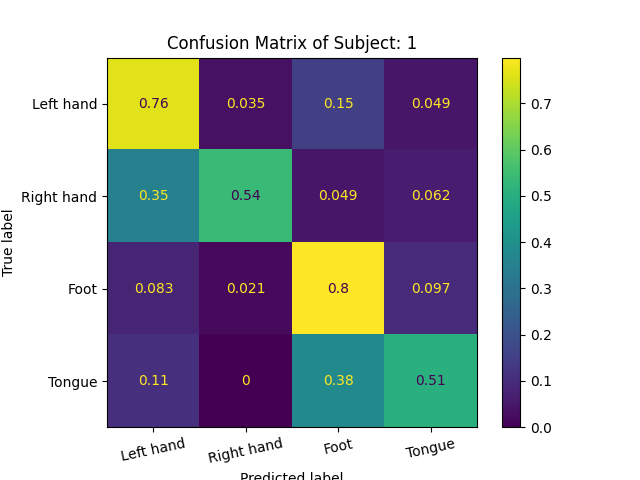 Confusion Matrix of Subject: 1
True label
Left hand 0.76 0.035 0.15 0.049
Right hand 0.35 0.54 0.049 0.062
Foot 0.083 0.021 0.8 0.097
Tongue 0.11 0 0.38 0.51
Left hand Right hand Foot Tongue
Predicted label
0.7
0.6
0.5
0.4
0.3
0.2
0.1
0.0